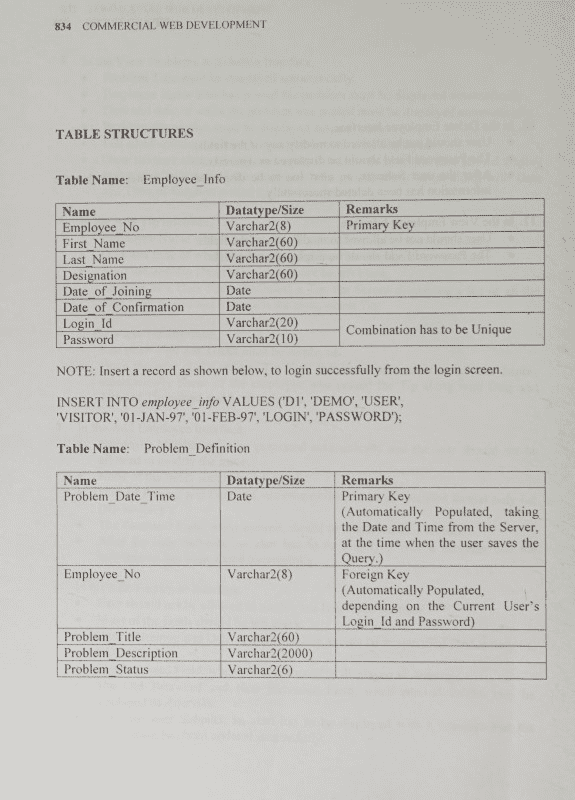 834 COMMERCIAL WEB DEVELOPMENT
TABLE STRUCTURES
Table Name: Employee_Info
Name Datatype/Size Remarks
Employee_No Varchar2(8) Primary Key
First_Name Varchar2(60)
Last_Name Varchar2(60)
Designation Varchar2(60)
Date_of_Joining Date
Date_of_Confirmation Date
Login_Id Varchar2(20) Combination has to be Unique
Password Varchar2(10)
NOTE: Insert a record as shown below, to login successfully from the login screen.
INSERT INTO employee_info VALUES ('D1', 'DEMO', 'USER',
'VISITOR', '01-JAN-97', '01-FEB-97', 'LOGIN', 'PASSWORD');
Table Name: Problem_Definition
Name Datatype/Size Remarks
Problem_Date_Time Date Primary Key
(Automatically Populated, taking
the Date and Time from the Server,
at the time when the user saves the
Query.)
Employee_No Varchar2(8) Foreign Key
(Automatically Populated,
depending on the Current User's
Login_Id and Password)
Problem_Title Varchar2(60)
Problem_Description Varchar2(2000)
Problem_Status Varchar2(6)